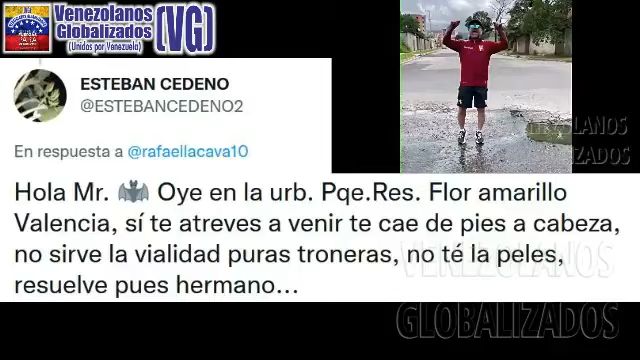 Venezolanos
Globalizados
(Unidos por Venezuela)
(VG)
ESTEBAN CEDENO
@ESTEBANCEDENO2
En respuesta a @rafaellacava10
Hola Mr. 🦇 Oye en la urb. Pqe.Res. Flor amarillo
Valencia, sí te atreves a venir te cae de pies a cabeza,
no sirve la vialidad puras troneras, no té la peles,
resuelve pues hermano...
VENEZOLANOS
GLOBALIZADOS
VENEZOLANOS
GLOBALIZADOS